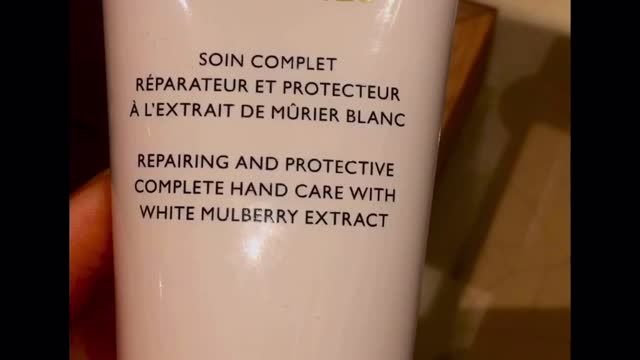 SOIN COMPLET
RÉPARATEUR ET PROTECTEUR
À L'EXTRAIT DE MÛRIER BLANC
REPAIRING AND PROTECTIVE
COMPLETE HAND CARE WITH
WHITE MULBERRY EXTRACT